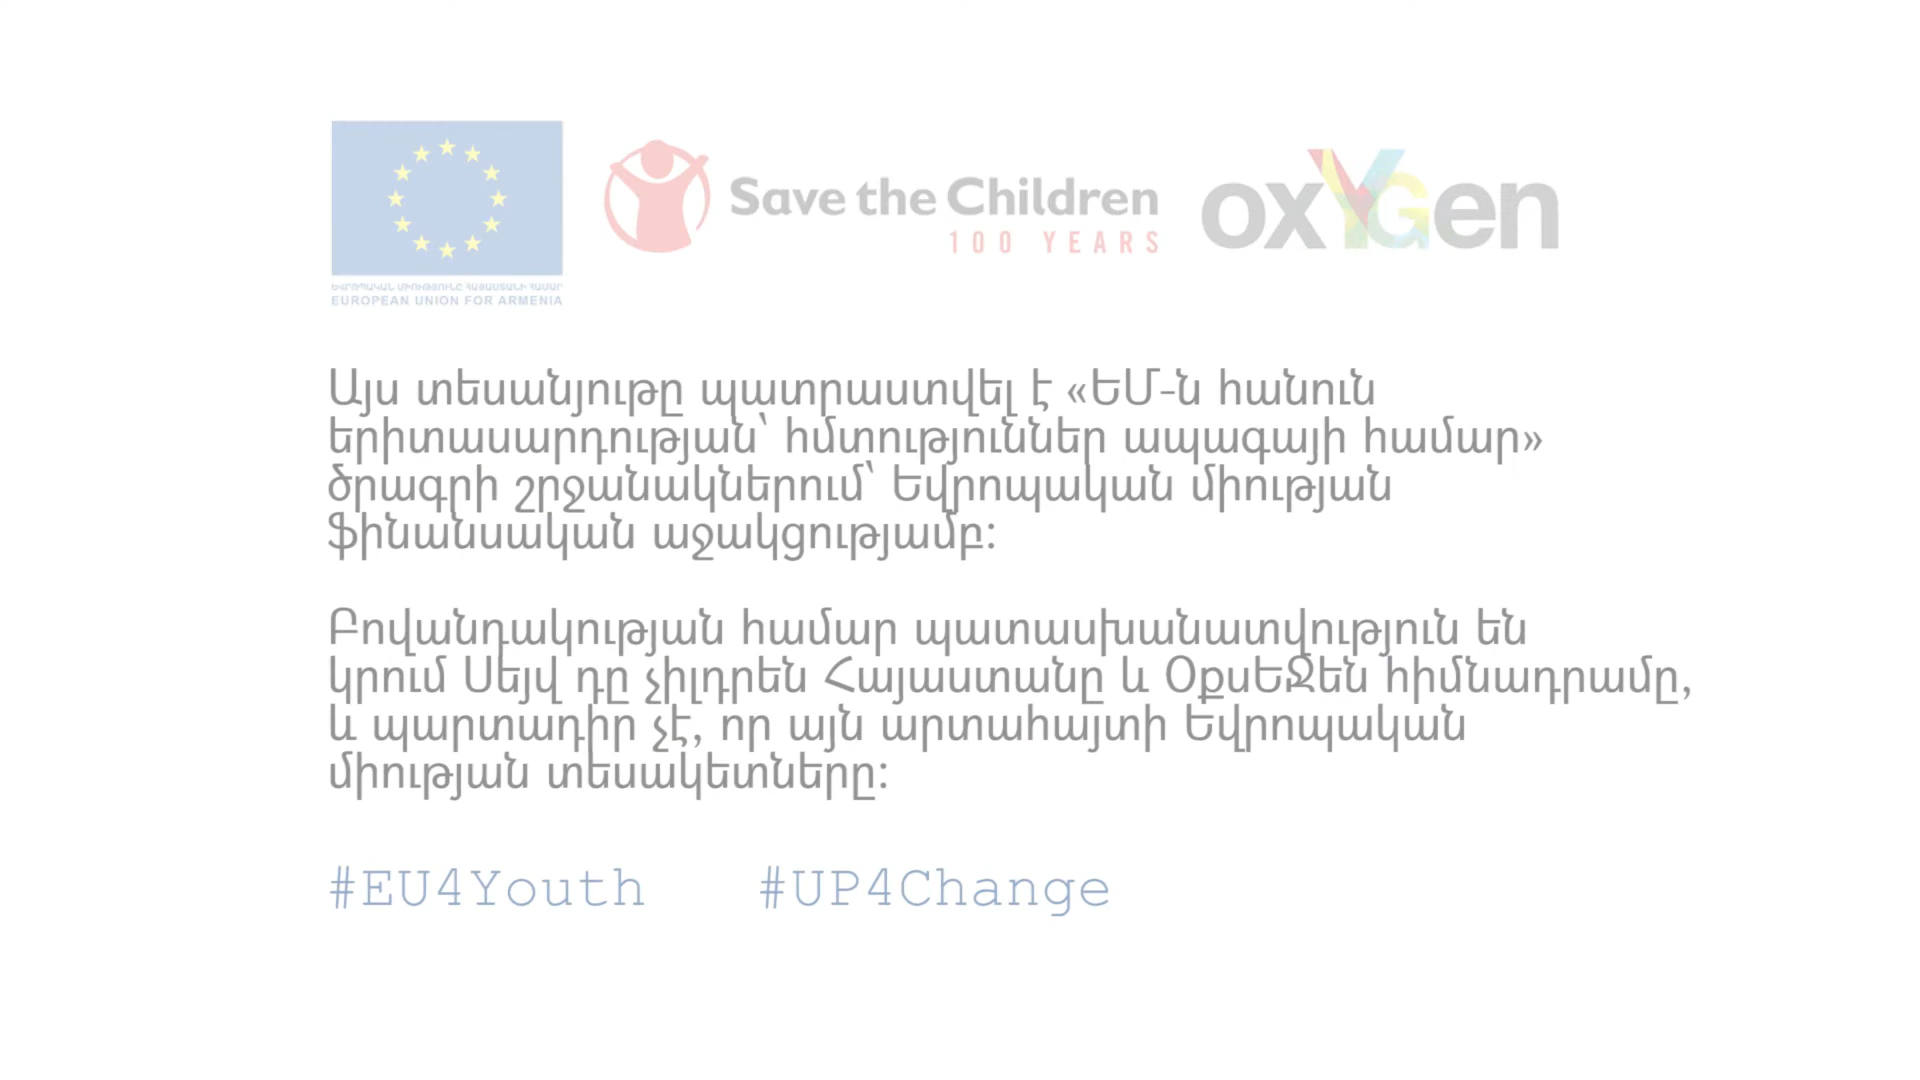 ԵՎՐՈՊԱԿԱՆ ՄԻՈՒԹՅՈՒՆԸ ՀԱՅԱՍՏԱՆԻ ՀԱՄԱՐ
EUROPEAN UNION FOR ARMENIA
Save the Children
100 YEARS
oxYGen
Այս տեսանյութը պատրաստվել է «ԵՄ-ն հանուն
երիտասարդության՝ հմտություններ ապագայի համար»
ծրագրի շրջանակներում՝ Եվրոպական միության
ֆինանսական աջակցությամբ:
Բովանդակության համար պատասխանատվություն են
կրում Սեյվ դը չիլդրեն Հայաստանը և ՕքսԵՋեն հիմնադրամը,
և պարտադիր չէ, որ այն արտահայտի Եվրոպական
միության տեսակետները:
#EU4Youth #UP4Change